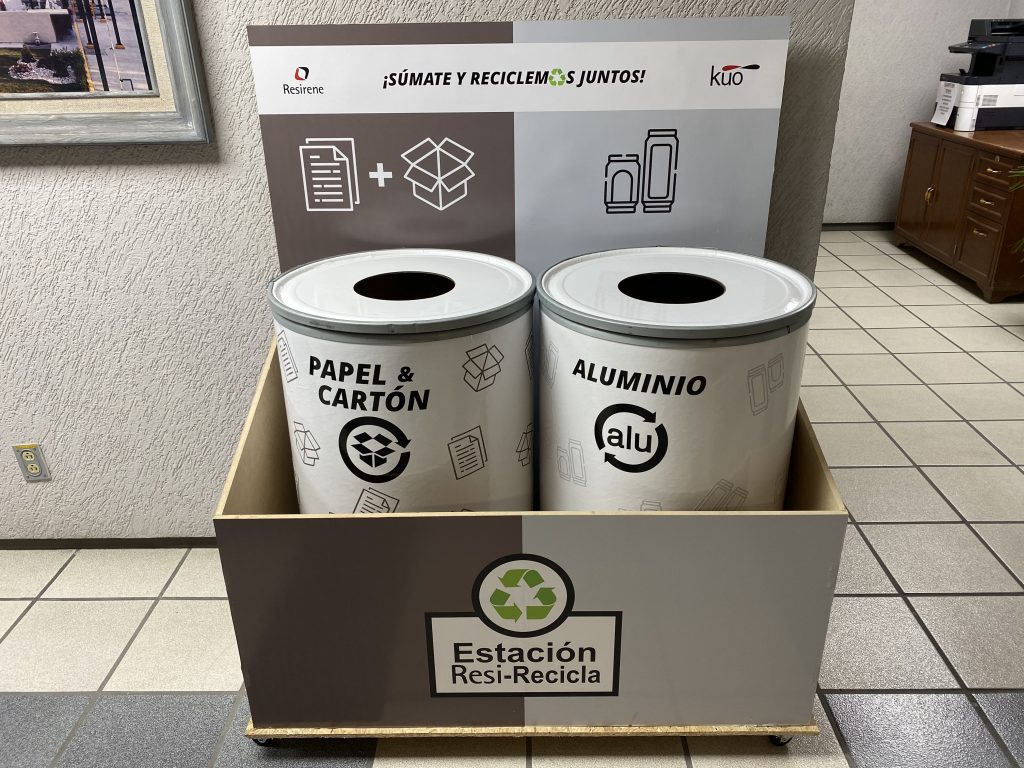 Resirene
¡SÚMATE Y RECICLEMOS JUNTOS!
kuo
PAPEL &
CARTÓN
ALUMINIO
alu
Estación
Resi-Recicla